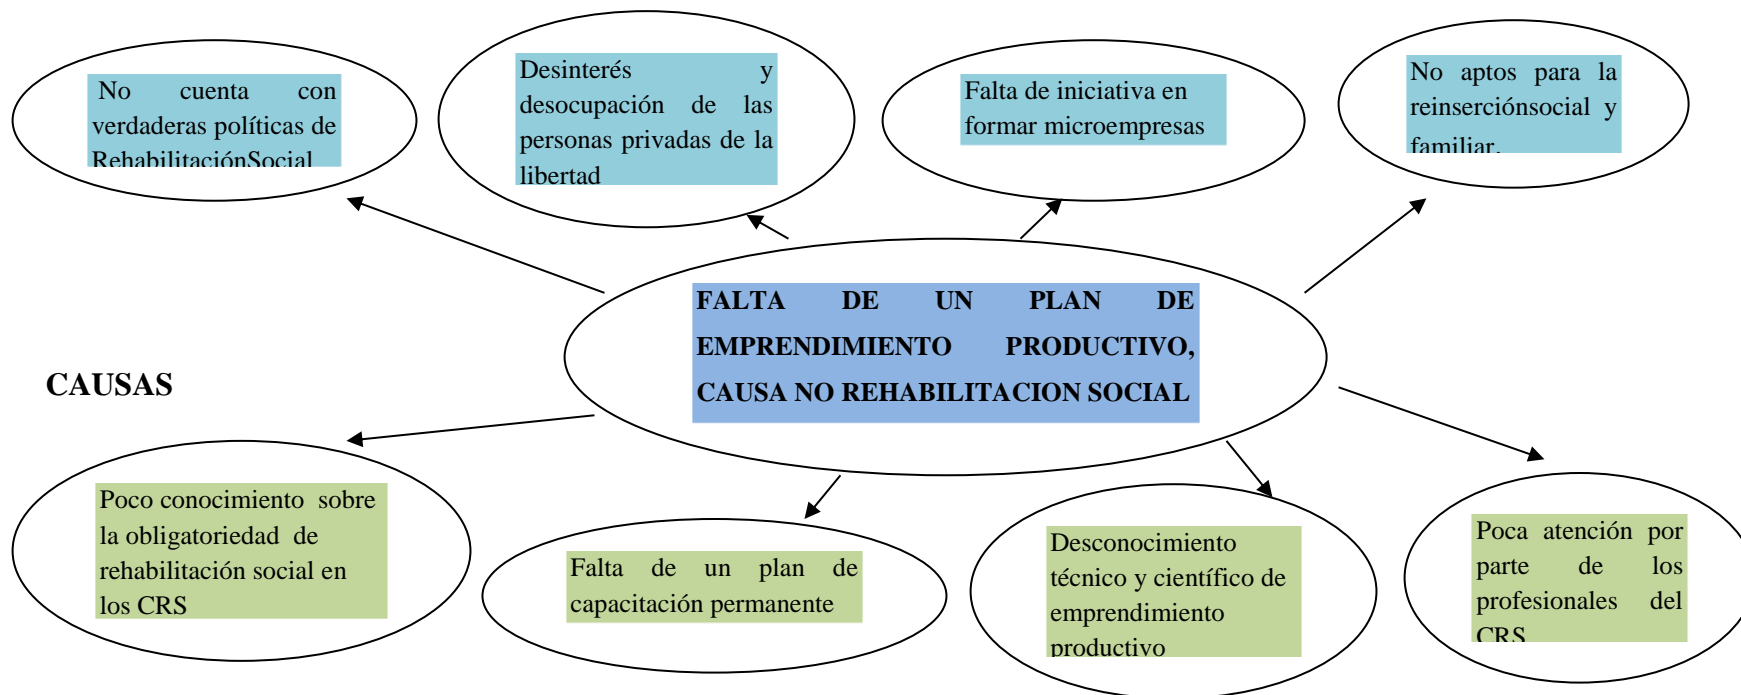 No cuenta con
verdaderas políticas de
RehabilitaciónSocial
Desinterés y
desocupación de las
personas privadas de la
libertad
Falta de iniciativa en
formar microempresas
No aptos para la
reinserciónsocial y
familiar.
FALTA DE UN PLAN DE
EMPRENDIMIENTO PRODUCTIVO,
CAUSA NO REHABILITACION SOCIAL
CAUSAS
Poco conocimiento sobre
la obligatoriedad de
rehabilitación social en
los CRS
Falta de un plan de
capacitación permanente
Desconocimiento
técnico y científico de
emprendimiento
productivo
Poca atención por
parte de los
profesionales del
CRS